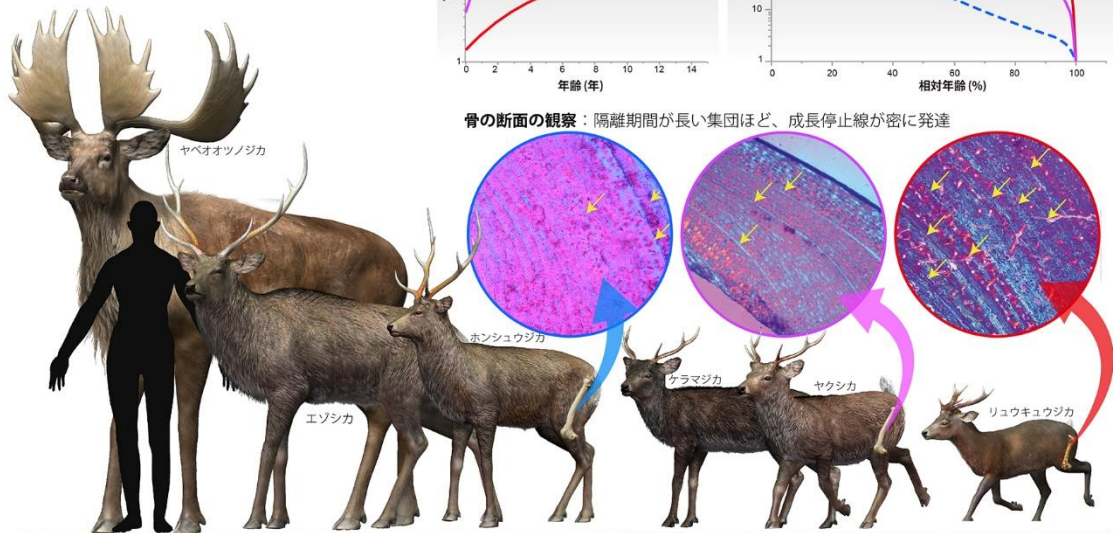 10
1
1
0
2
4
6
8
10
12
14
0
20
40
60
80
100
年齢 (年)
相対年齢 (%)
骨の断面の観察：隔離期間が長い集団ほど、成長停止線が密に発達
ヤベオオツノジカ
ホンシュウジカ
ケラマジカ
ヤクシカ
エゾシカ
リュウキュウジカ